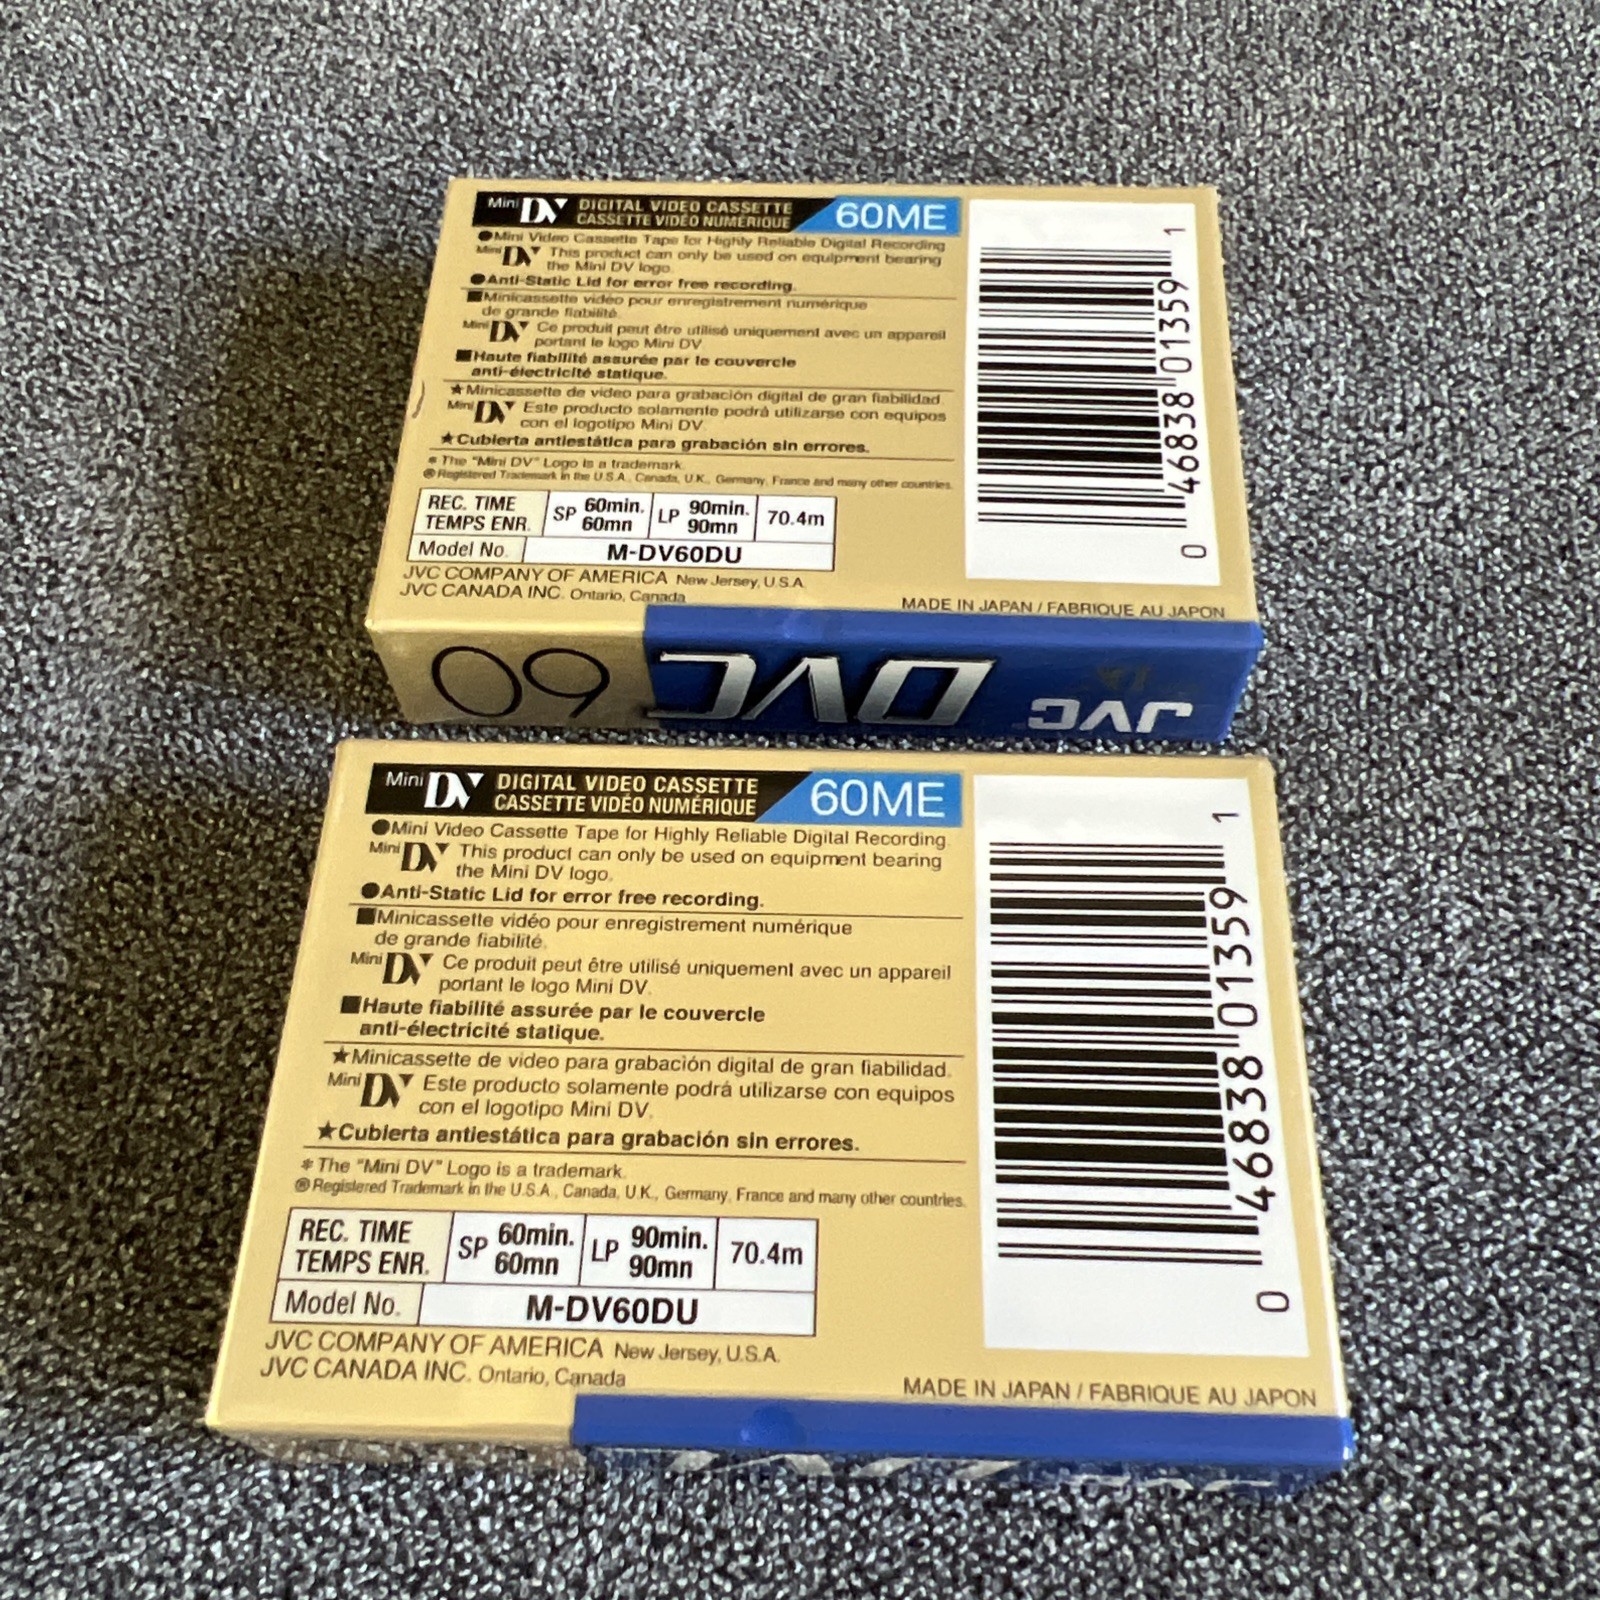 Mini DV DIGITAL VIDEO CASSETTE 60ME
CASSETTE VIDÉO NUMÉRIQUE
●Mini Video Cassette Tape for Highly Reliable Digital Recording
Mini DV This product can only be used on equipment bearing
the Mini DV logo.
●Anti-Static Lid for error free recording.
■Minicassette vidéo pour enregistrement numérique
de grande fiabilité.
Mini DV Ce produit peut être utilisé uniquement avec un appareil
portant le logo Mini DV
■Haute fiabilité assurée par le couvercle
anti-électricité statique.
★Minicassette de video para grabación digital de gran fiabilidad.
Mini DV Este producto solamente podrá utilizarse con equipos
con el logotipo Mini DV.
★Cubierta antiestática para grabación sin errores.
* The "Mini DV" Logo is a trademark.
® Registered Trademark in the U.S.A., Canada, U.K., Germany, France and many other countries.
REC. TIME SP 60min. LP 90min. 70.4m
TEMPS ENR. 60mn 90mn
Model No. M-DV60DU
JVC COMPANY OF AMERICA New Jersey, U.S.A.
JVC CANADA INC. Ontario, Canada
MADE IN JAPAN / FABRIQUE AU JAPON
0 46838 01359 1
JVC DVC 60
Mini DV DIGITAL VIDEO CASSETTE 60ME
CASSETTE VIDÉO NUMÉRIQUE
●Mini Video Cassette Tape for Highly Reliable Digital Recording.
Mini DV This product can only be used on equipment bearing
the Mini DV logo.
●Anti-Static Lid for error free recording.
■Minicassette vidéo pour enregistrement numérique
de grande fiabilité.
Mini DV Ce produit peut être utilisé uniquement avec un appareil
portant le logo Mini DV.
■Haute fiabilité assurée par le couvercle
anti-électricité statique.
★Minicassette de video para grabación digital de gran fiabilidad.
Mini DV Este producto solamente podrá utilizarse con equipos
con el logotipo Mini DV.
★Cubierta antiestática para grabación sin errores.
* The "Mini DV" Logo is a trademark.
® Registered Trademark in the U.S.A., Canada, U.K., Germany, France and many other countries.
REC. TIME SP 60min. LP 90min. 70.4m
TEMPS ENR. 60mn 90mn
Model No. M-DV60DU
JVC COMPANY OF AMERICA New Jersey, U.S.A.
JVC CANADA INC. Ontario, Canada
MADE IN JAPAN / FABRIQUE AU JAPON
0 46838 01359 1